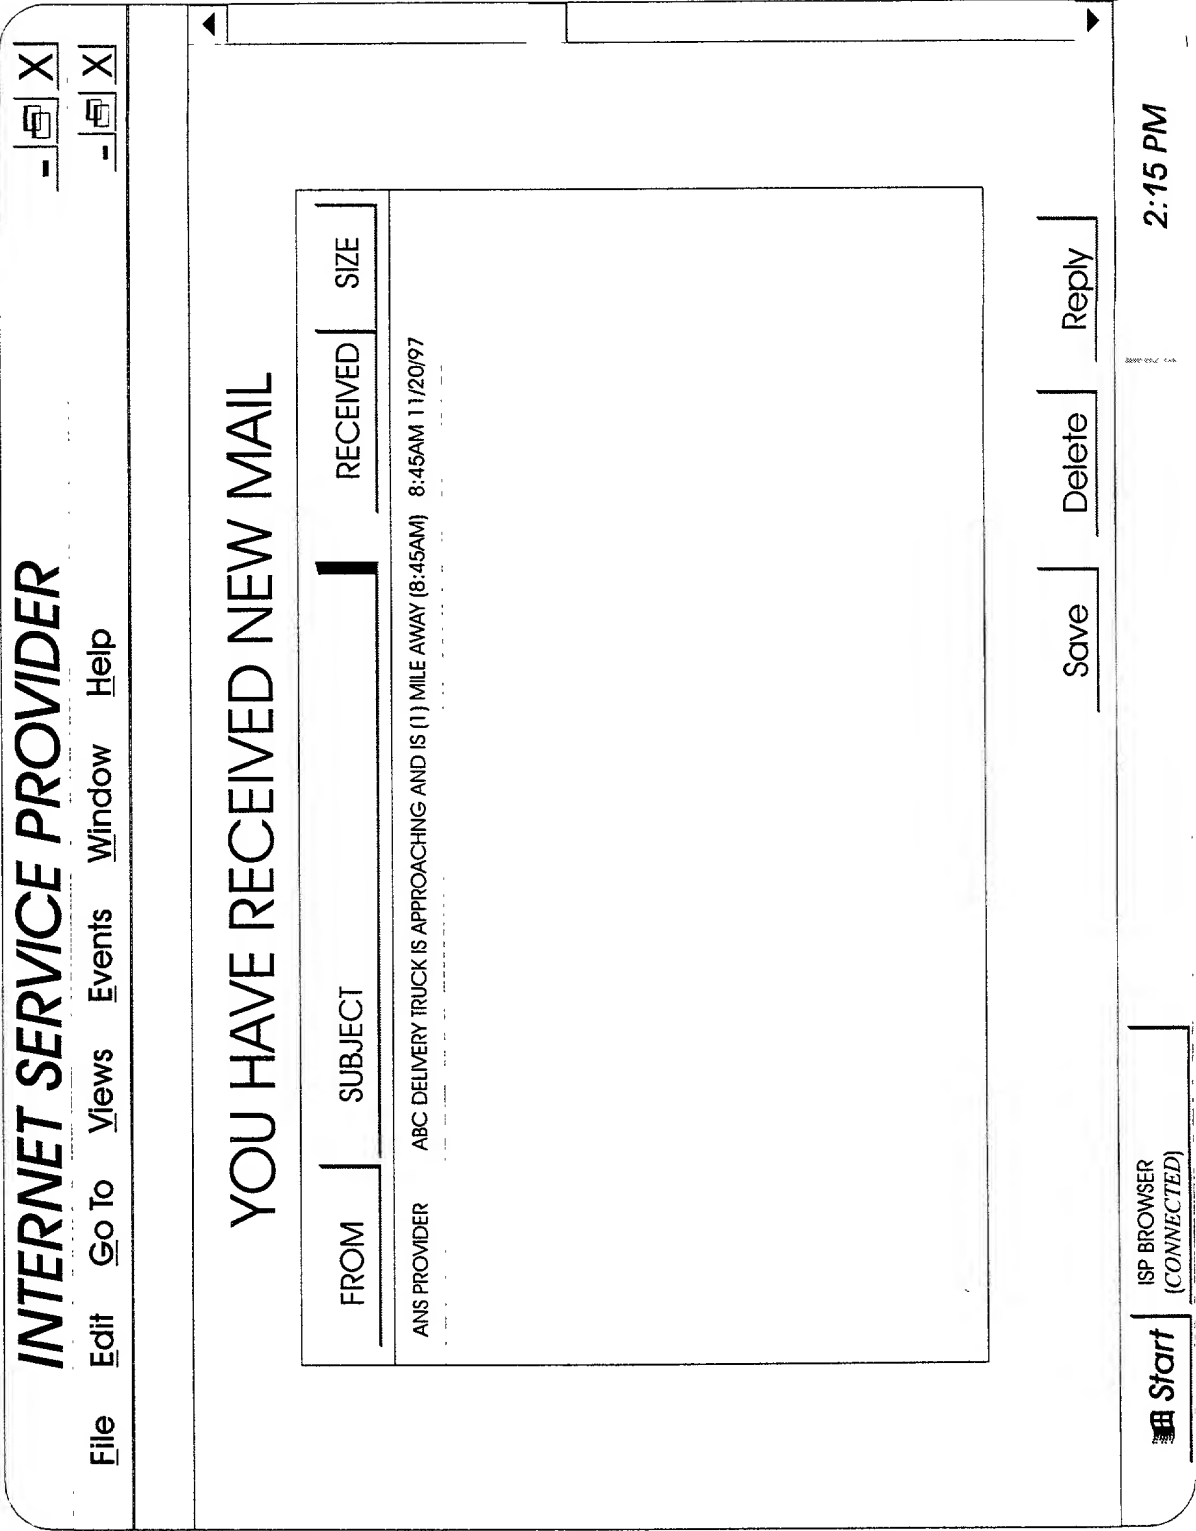 INTERNET SERVICE PROVIDER
File Edit Go To Views Events Window Help
YOU HAVE RECEIVED NEW MAIL
FROM SUBJECT RECEIVED SIZE
ANS PROVIDER ABC DELIVERY TRUCK IS APPROACHNG AND IS (1) MILE AWAY (8:45AM) 8:45AM 11/20/97
Save Delete Reply
Start ISP BROWSER 2:15 PM
(CONNECTED)